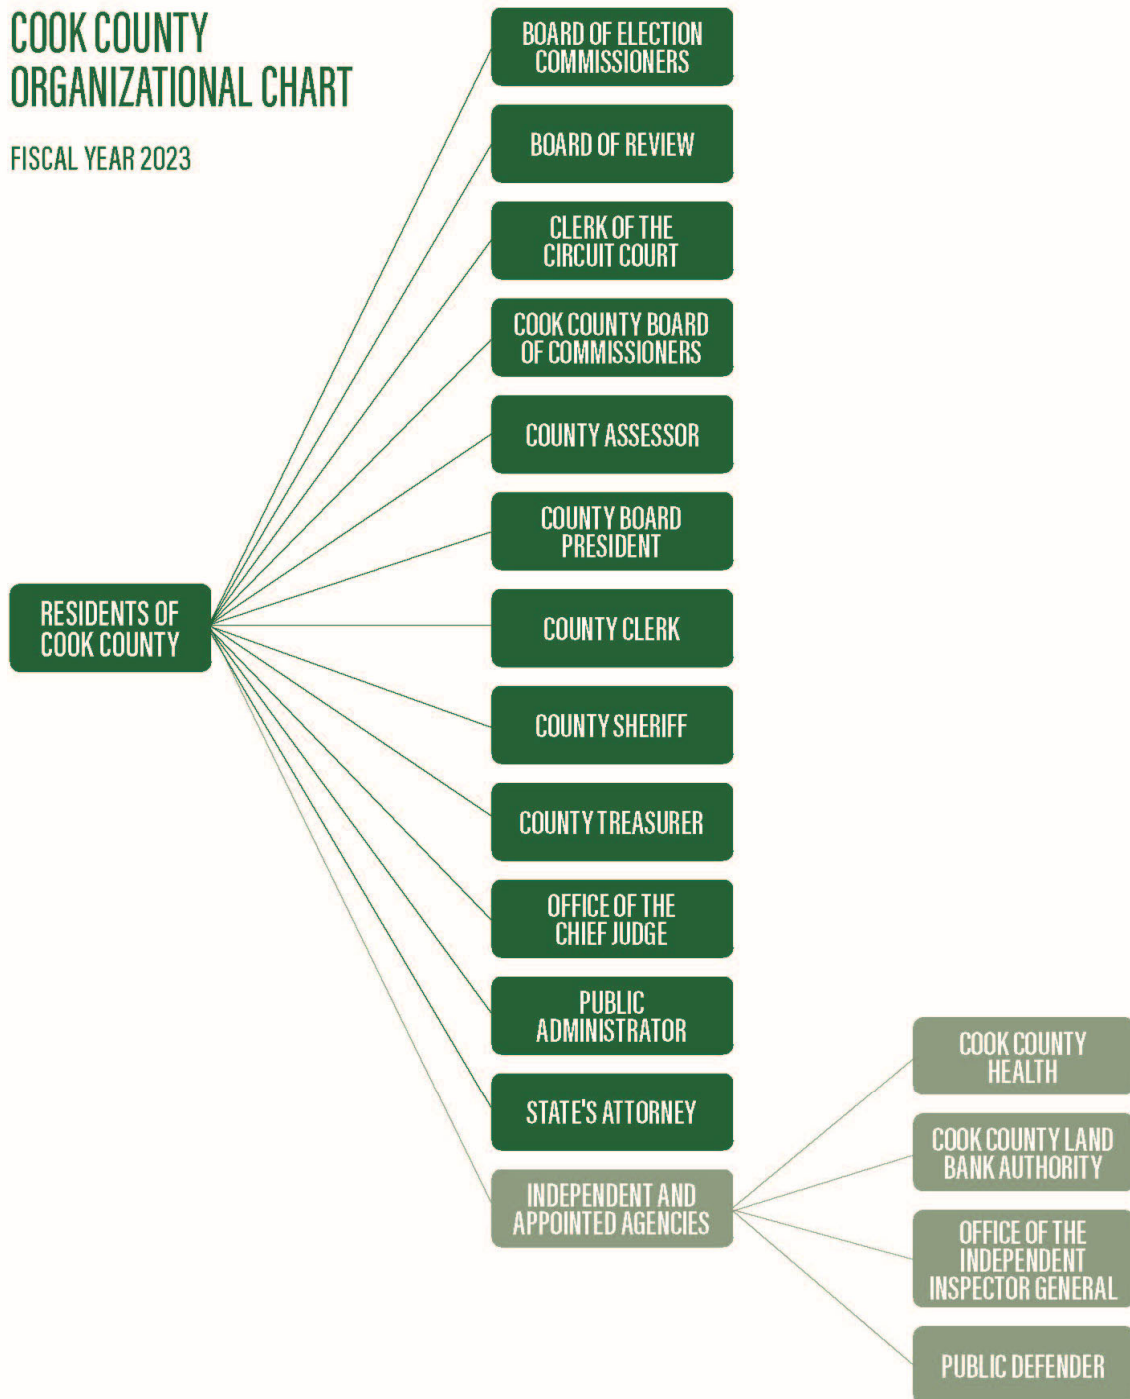 COOK COUNTY
ORGANIZATIONAL CHART
FISCAL YEAR 2023
RESIDENTS OF
COOK COUNTY
BOARD OF ELECTION
COMMISSIONERS
BOARD OF REVIEW
CLERK OF THE
CIRCUIT COURT
COOK COUNTY BOARD
OF COMMISSIONERS
COUNTY ASSESSOR
COUNTY BOARD
PRESIDENT
COUNTY CLERK
COUNTY SHERIFF
COUNTY TREASURER
OFFICE OF THE
CHIEF JUDGE
PUBLIC
ADMINISTRATOR
STATE'S ATTORNEY
INDEPENDENT AND
APPOINTED AGENCIES
COOK COUNTY
HEALTH
COOK COUNTY LAND
BANK AUTHORITY
OFFICE OF THE
INDEPENDENT
INSPECTOR GENERAL
PUBLIC DEFENDER